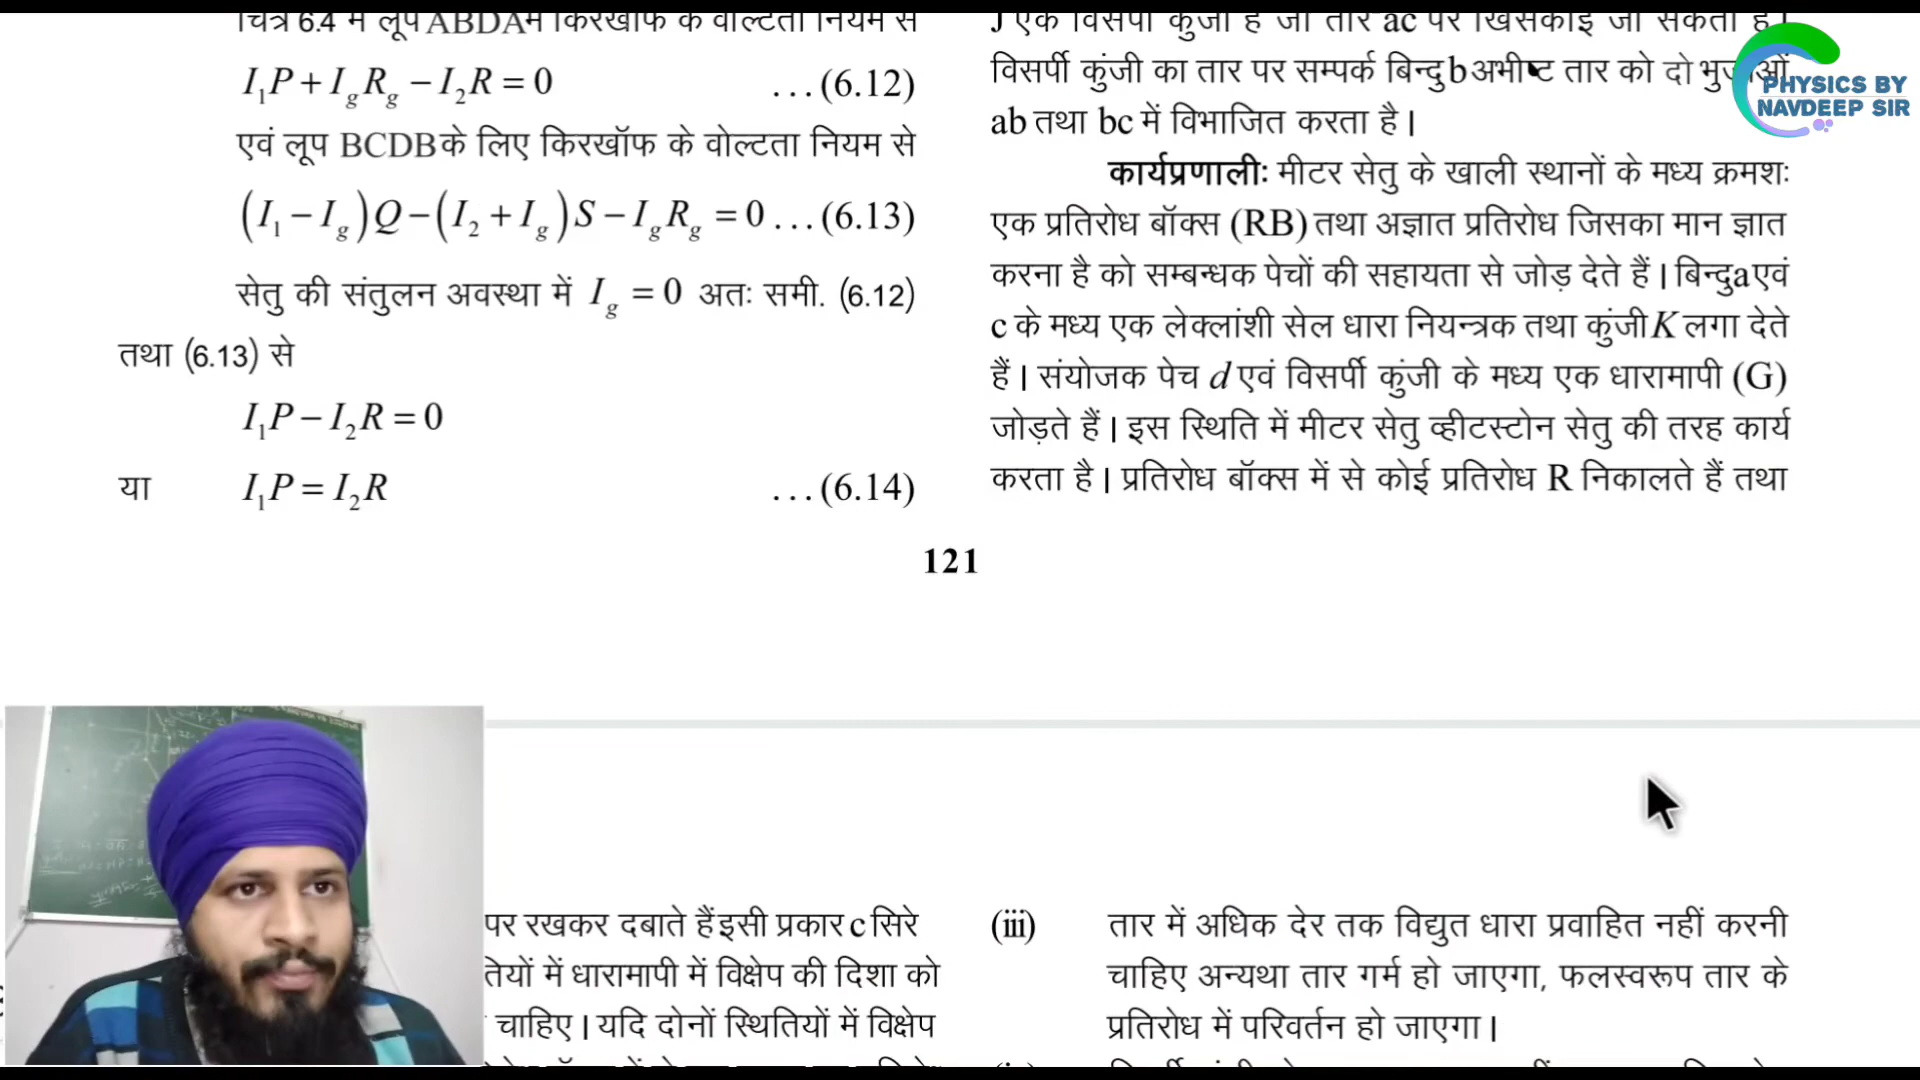 चित्र 6.4 में लूप ABDAमें किरखॉफ के वोल्टता नियम से
I₁P + I_gR_g − I₂R = 0 ...(6.12)
एवं लूप BCDBके लिए किरखॉफ के वोल्टता नियम से
(I₁ − I_g)Q − (I₂ + I_g)S − I_gR_g = 0 ...(6.13)
सेतु की संतुलन अवस्था में I_g = 0 अतः समी. (6.12)
तथा (6.13) से
I₁P − I₂R = 0
या I₁P = I₂R ...(6.14)
J एक विसर्पी कुंजी है जो तार ac पर खिसकाई जा सकती है।
विसर्पी कुंजी का तार पर सम्पर्क बिन्दु b अभीष्ट तार को दो भुजाओं
ab तथा bc में विभाजित करता है।
कार्यप्रणालीः मीटर सेतु के खाली स्थानों के मध्य क्रमशः
एक प्रतिरोध बॉक्स (RB) तथा अज्ञात प्रतिरोध जिसका मान ज्ञात
करना है को सम्बन्धक पेचों की सहायता से जोड़ देते हैं। बिन्दुaएवं
c के मध्य एक लेक्लांशी सेल धारा नियन्त्रक तथा कुंजी K लगा देते
हैं। संयोजक पेच d एवं विसर्पी कुंजी के मध्य एक धारामापी (G)
जोड़ते हैं। इस स्थिति में मीटर सेतु व्हीटस्टोन सेतु की तरह कार्य
करता है। प्रतिरोध बॉक्स में से कोई प्रतिरोध R निकालते हैं तथा
PHYSICS BY
NAVDEEP SIR
121
पर रखकर दबाते हैं इसी प्रकार c सिरे
में धारामापी में विक्षेप की दिशा को
चाहिए। यदि दोनों स्थितियों में विक्षेप
(iii) तार में अधिक देर तक विद्युत धारा प्रवाहित नहीं करनी
चाहिए अन्यथा तार गर्म हो जाएगा, फलस्वरूप तार के
प्रतिरोध में परिवर्तन हो जाएगा।